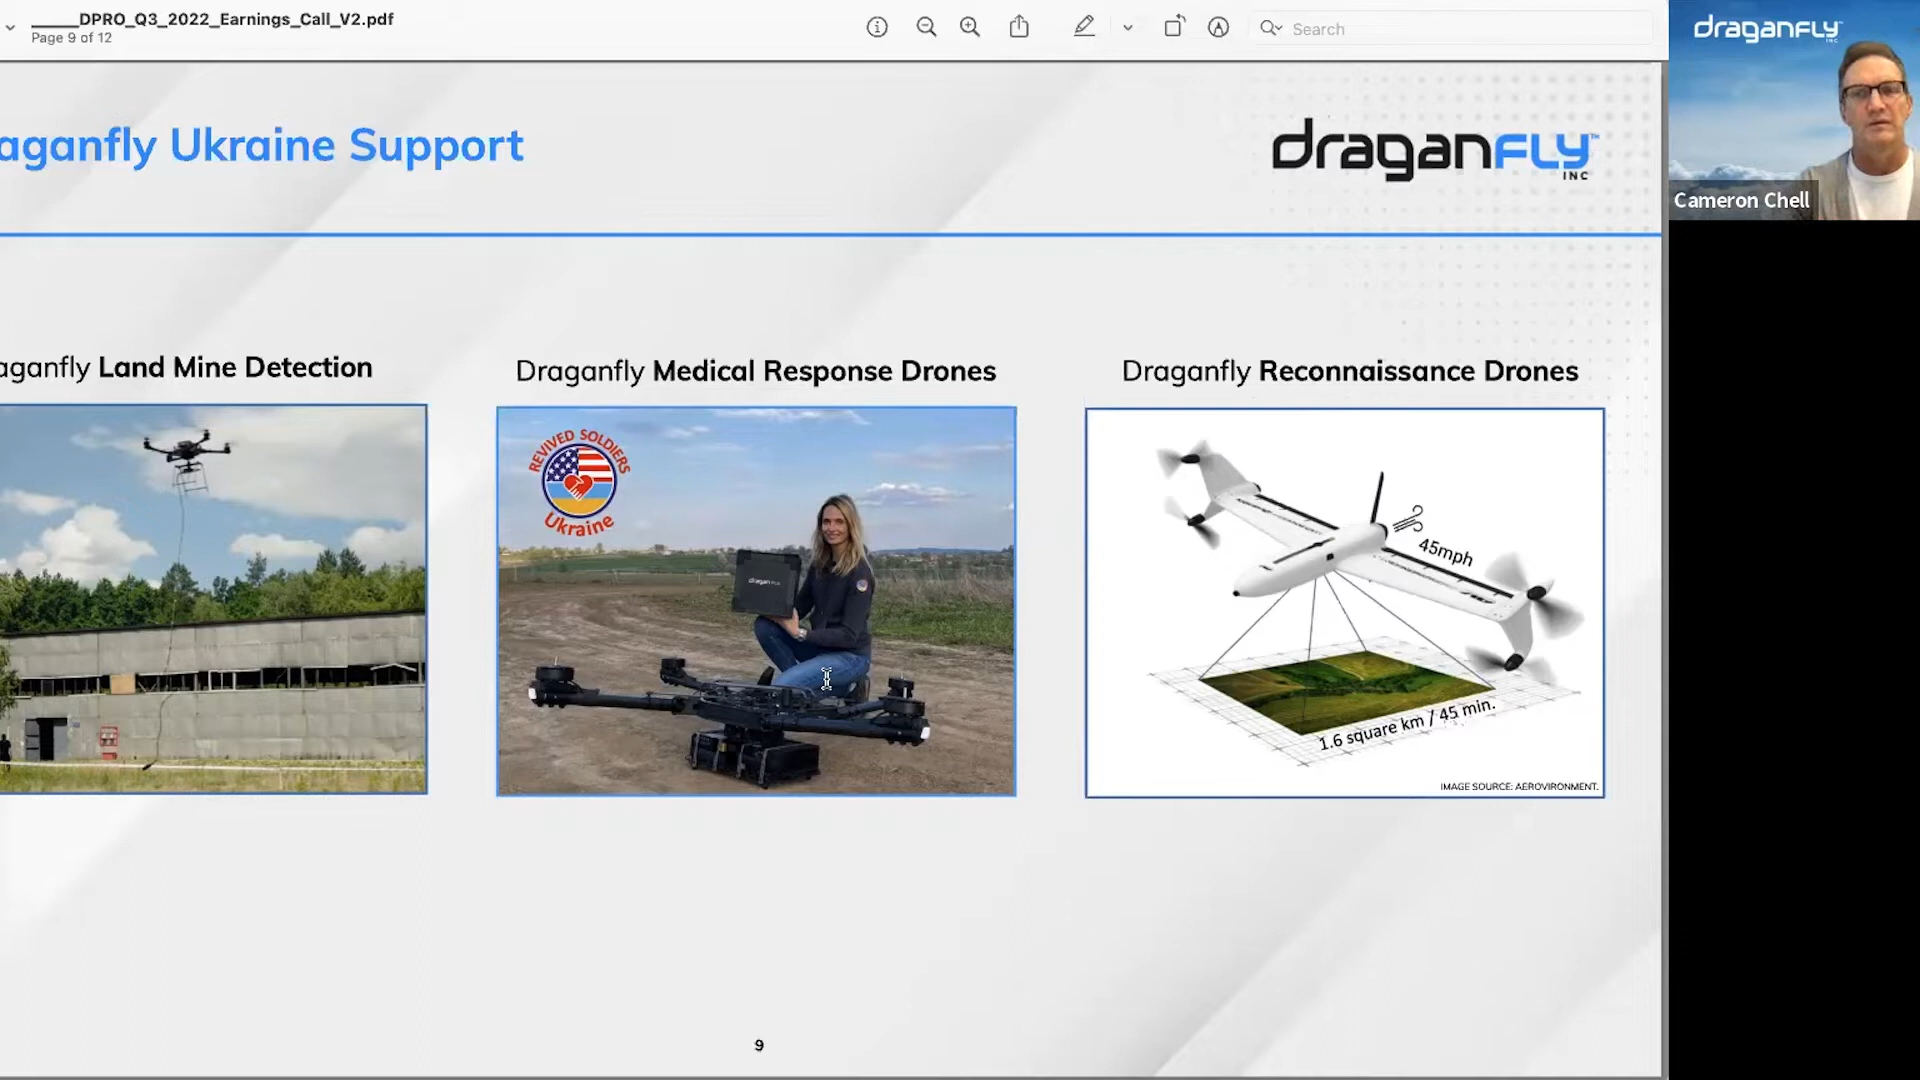 _____DPRO_Q3_2022_Earnings_Call_V2.pdf
Page 9 of 12
Search
draganfly
INC
Cameron Chell
aganfly Ukraine Support
draganFLY™
INC
aganfly Land Mine Detection
Draganfly Medical Response Drones
Draganfly Reconnaissance Drones
REVIVED SOLDIERS
Ukraine
draganfly
45mph
1.6 square km / 45 min.
IMAGE SOURCE: AEROVIRONMENT.
9